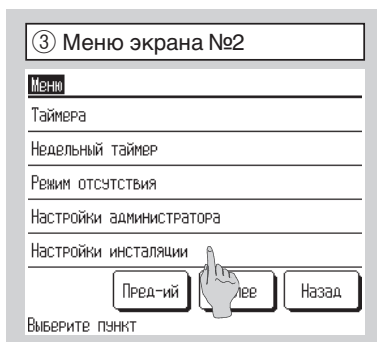 ③ Меню экрана №2
Меню
Таймера
Недельный таймер
Режим отсутствия
Настройки администратора
Настройки инсталяции
Пред-ий Назад
Выберите пункт